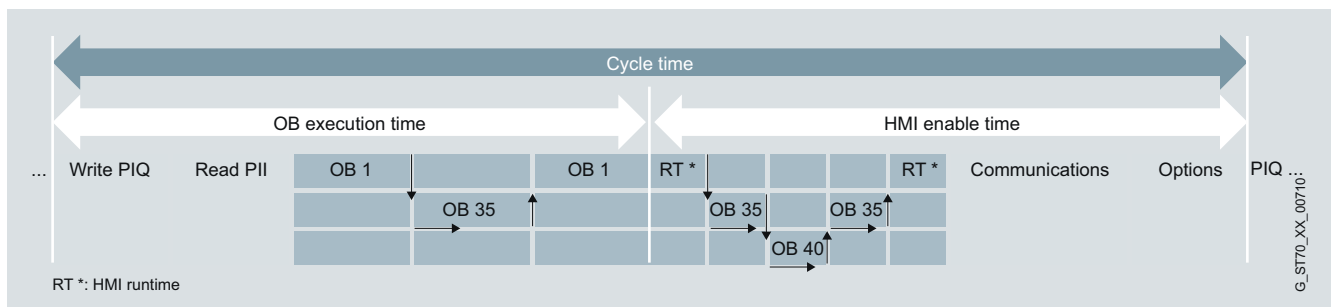 Cycle time
OB execution time HMI enable time
... Write PIQ Read PII OB 1 OB 1 RT * RT * Communications Options PIQ ...
OB 35 OB 35 OB 35
OB 40
RT *: HMI runtime
G_ST70_XX_00710